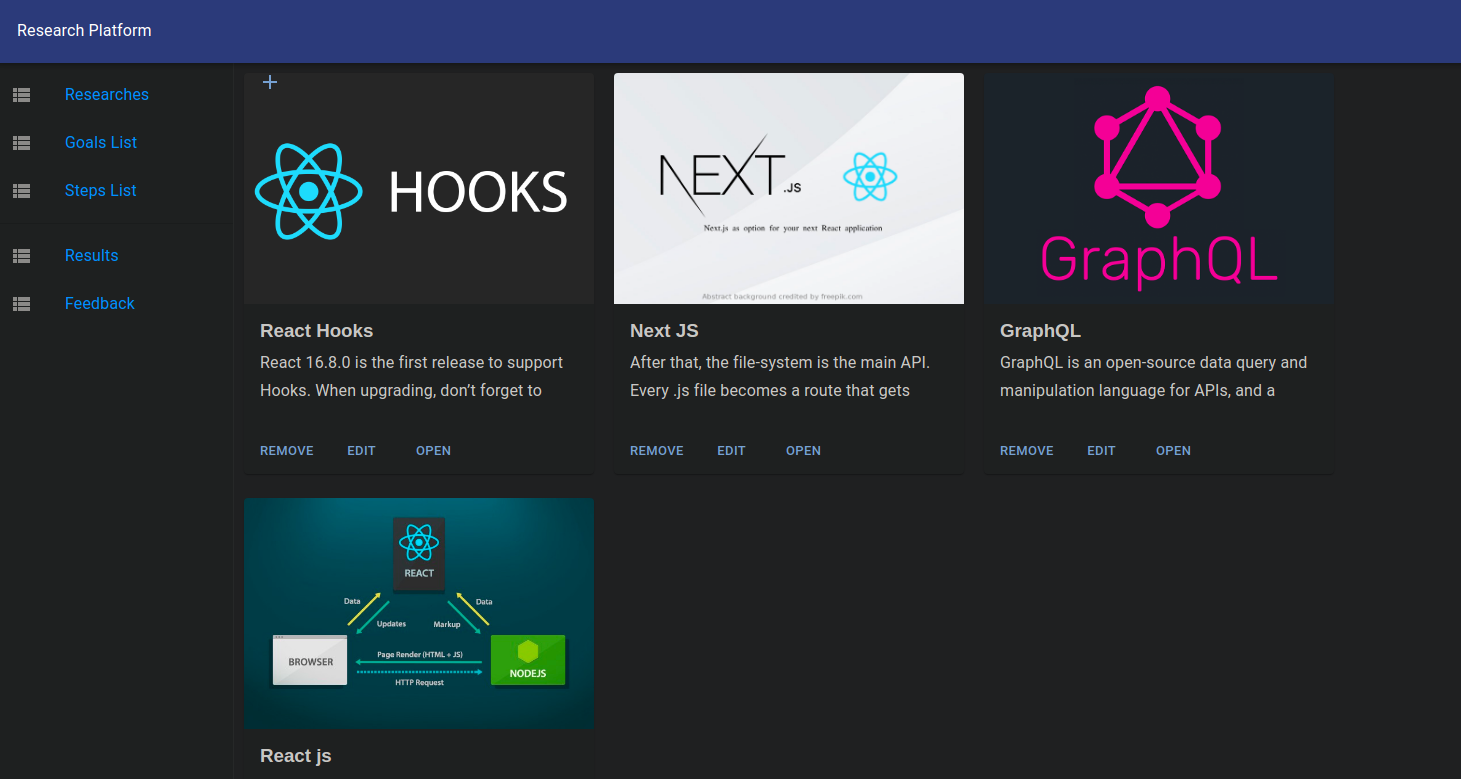 Research Platform
Researches
Goals List
Steps List
Results
Feedback
HOOKS
React Hooks
React 16.8.0 is the first release to support
Hooks. When upgrading, don’t forget to
REMOVE EDIT OPEN
NEXT.JS
Next.js as option for your next React application
Abstract background credited by freepik.com
Next JS
After that, the file-system is the main API.
Every .js file becomes a route that gets
REMOVE EDIT OPEN
GraphQL
GraphQL
GraphQL is an open-source data query and
manipulation language for APIs, and a
REMOVE EDIT OPEN
REACT
Data
Data
Updates
Markup
BROWSER
Page Render (HTML + JS)
HTTP Request
NODEJS
React js